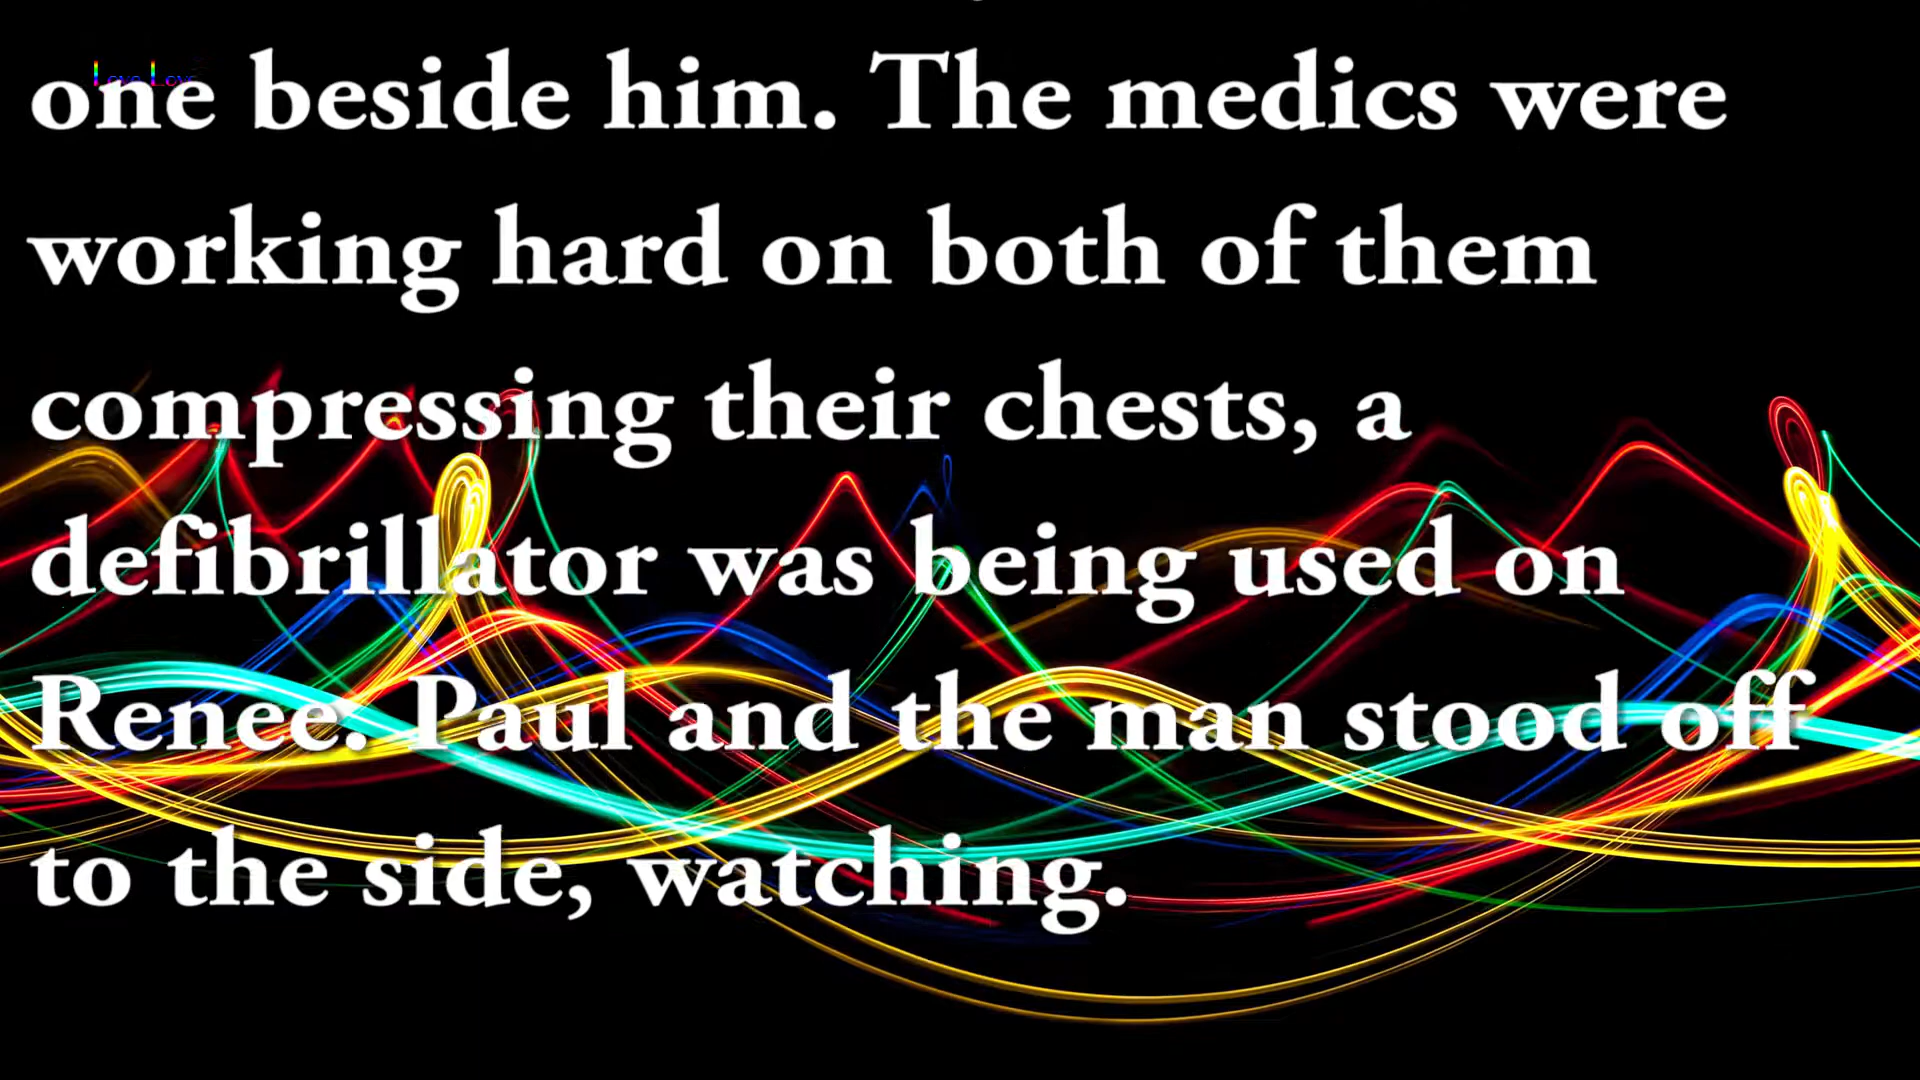 one beside him. The medics were
working hard on both of them
compressing their chests, a
defibrillator was being used on
Renee. Paul and the man stood off
to the side, watching.